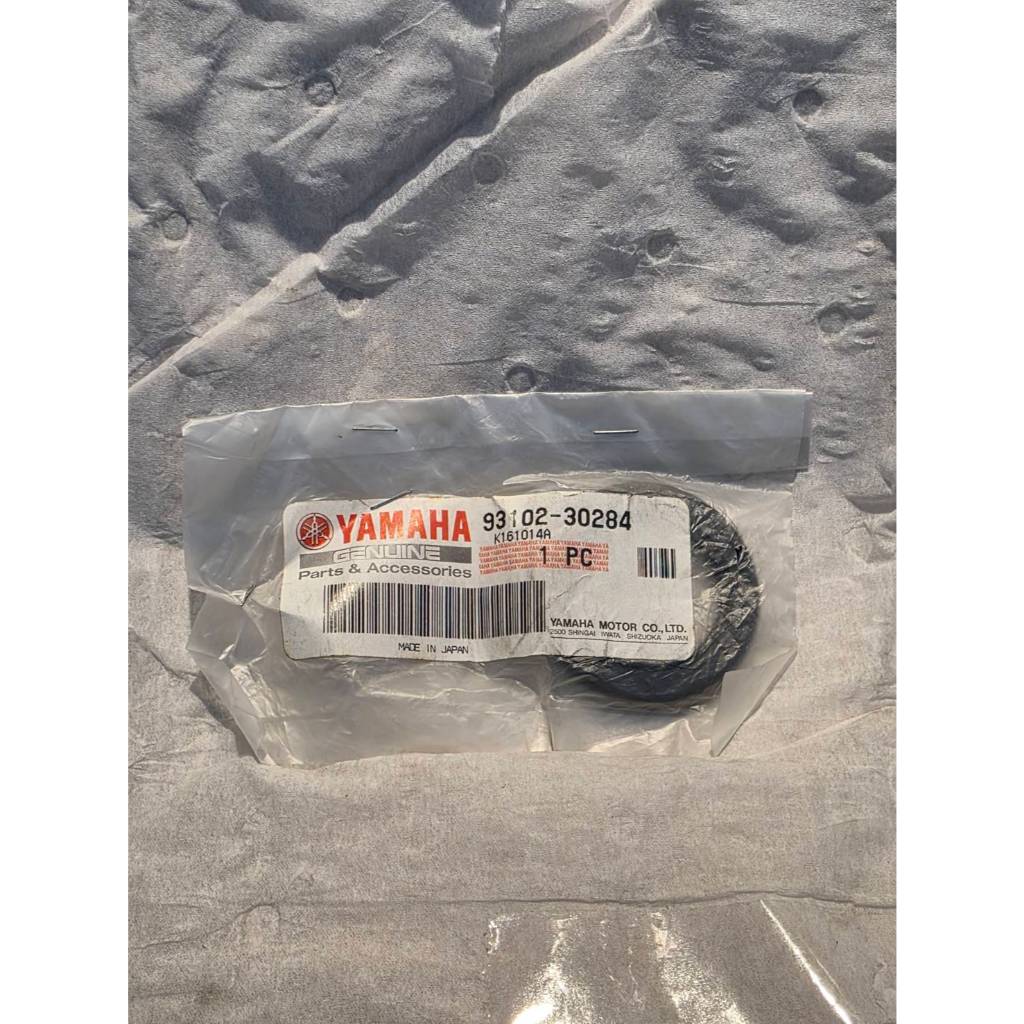 YAMAHA 93102-30284
K161014A
GENUINE
Parts & Accessories
1 PC
YAMAHA MOTOR CO., LTD.
2500 SHINGAI IWATA SHIZUOKA JAPAN
MADE IN JAPAN